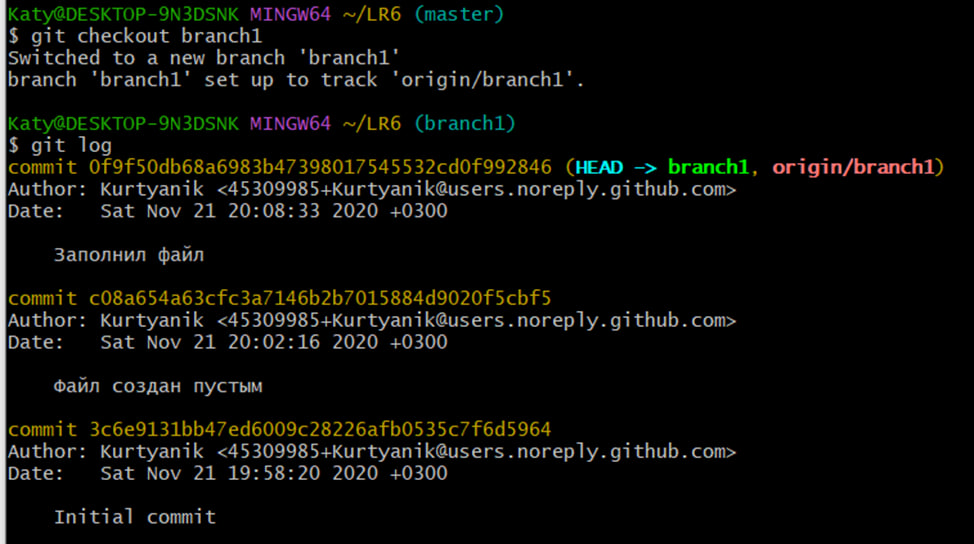 Katy@DESKTOP-9N3DSNK MINGW64 ~/LR6 (master)
$ git checkout branch1
Switched to a new branch 'branch1'
branch 'branch1' set up to track 'origin/branch1'.
Katy@DESKTOP-9N3DSNK MINGW64 ~/LR6 (branch1)
$ git log
commit 0f9f50db68a6983b47398017545532cd0f992846 (HEAD -> branch1, origin/branch1)
Author: Kurtyanik <45309985+Kurtyanik@users.noreply.github.com>
Date:   Sat Nov 21 20:08:33 2020 +0300
Заполнил файл
commit c08a654a63cfc3a7146b2b7015884d9020f5cbf5
Author: Kurtyanik <45309985+Kurtyanik@users.noreply.github.com>
Date:   Sat Nov 21 20:02:16 2020 +0300
Файл создан пустым
commit 3c6e9131bb47ed6009c28226afb0535c7f6d5964
Author: Kurtyanik <45309985+Kurtyanik@users.noreply.github.com>
Date:   Sat Nov 21 19:58:20 2020 +0300
Initial commit